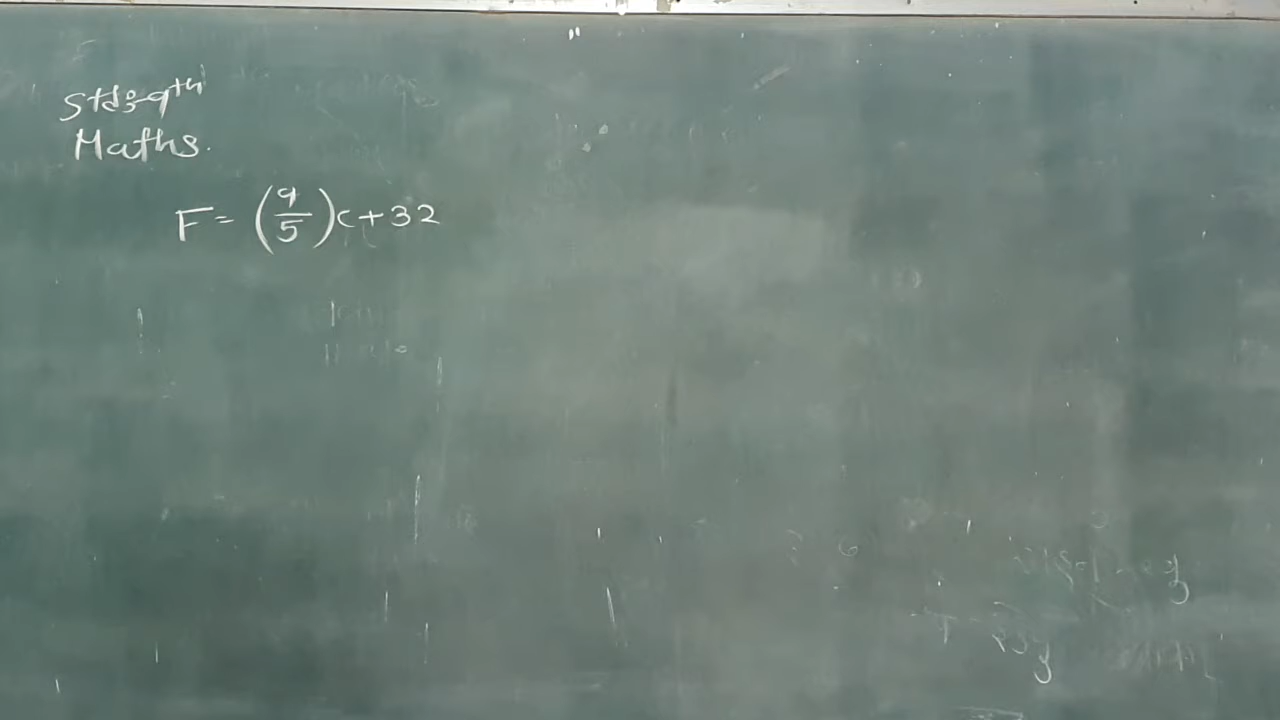 Std:-9th
Maths.
F = (9/5)C + 32